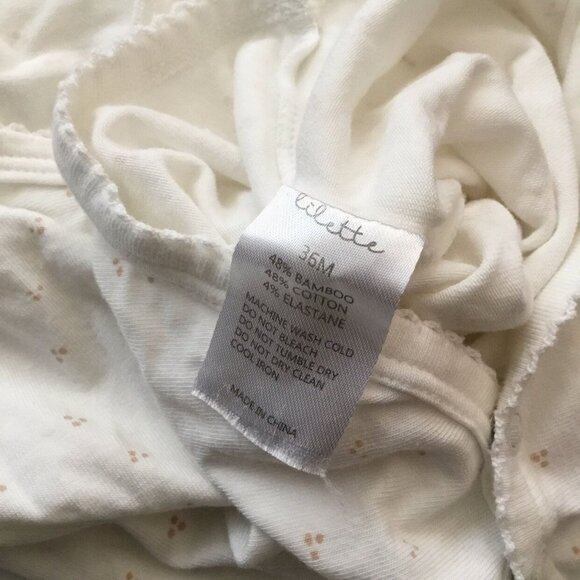 lilette
36M
48% BAMBOO
48% COTTON
4% ELASTANE
MACHINE WASH COLD
DO NOT BLEACH
DO NOT TUMBLE DRY
DO NOT DRY CLEAN
COOL IRON
MADE IN CHINA